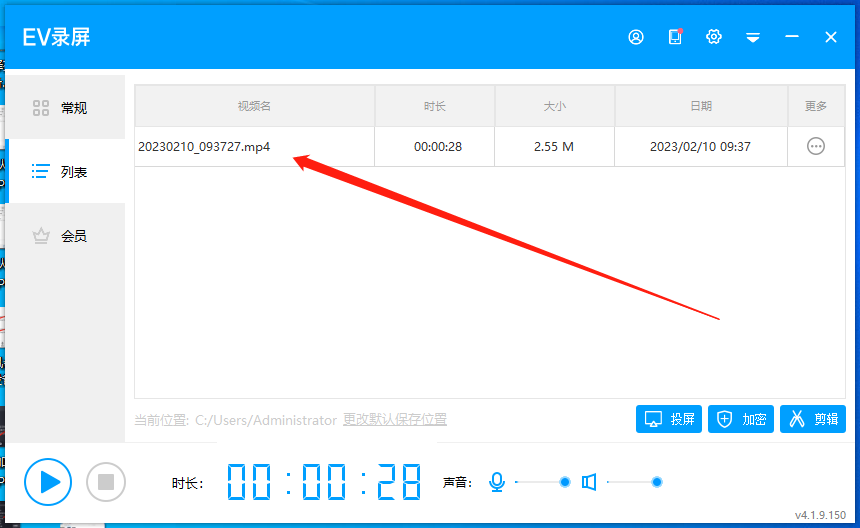 EV录屏
常规
列表
会员
视频名 时长 大小 日期 更多
20230210_093727.mp4 00:00:28 2.55 M 2023/02/10 09:37
当前位置: C:/Users/Administrator 更改默认保存位置
投屏 加密 剪辑
时长: 00:00:28 声音:
v4.1.9.150